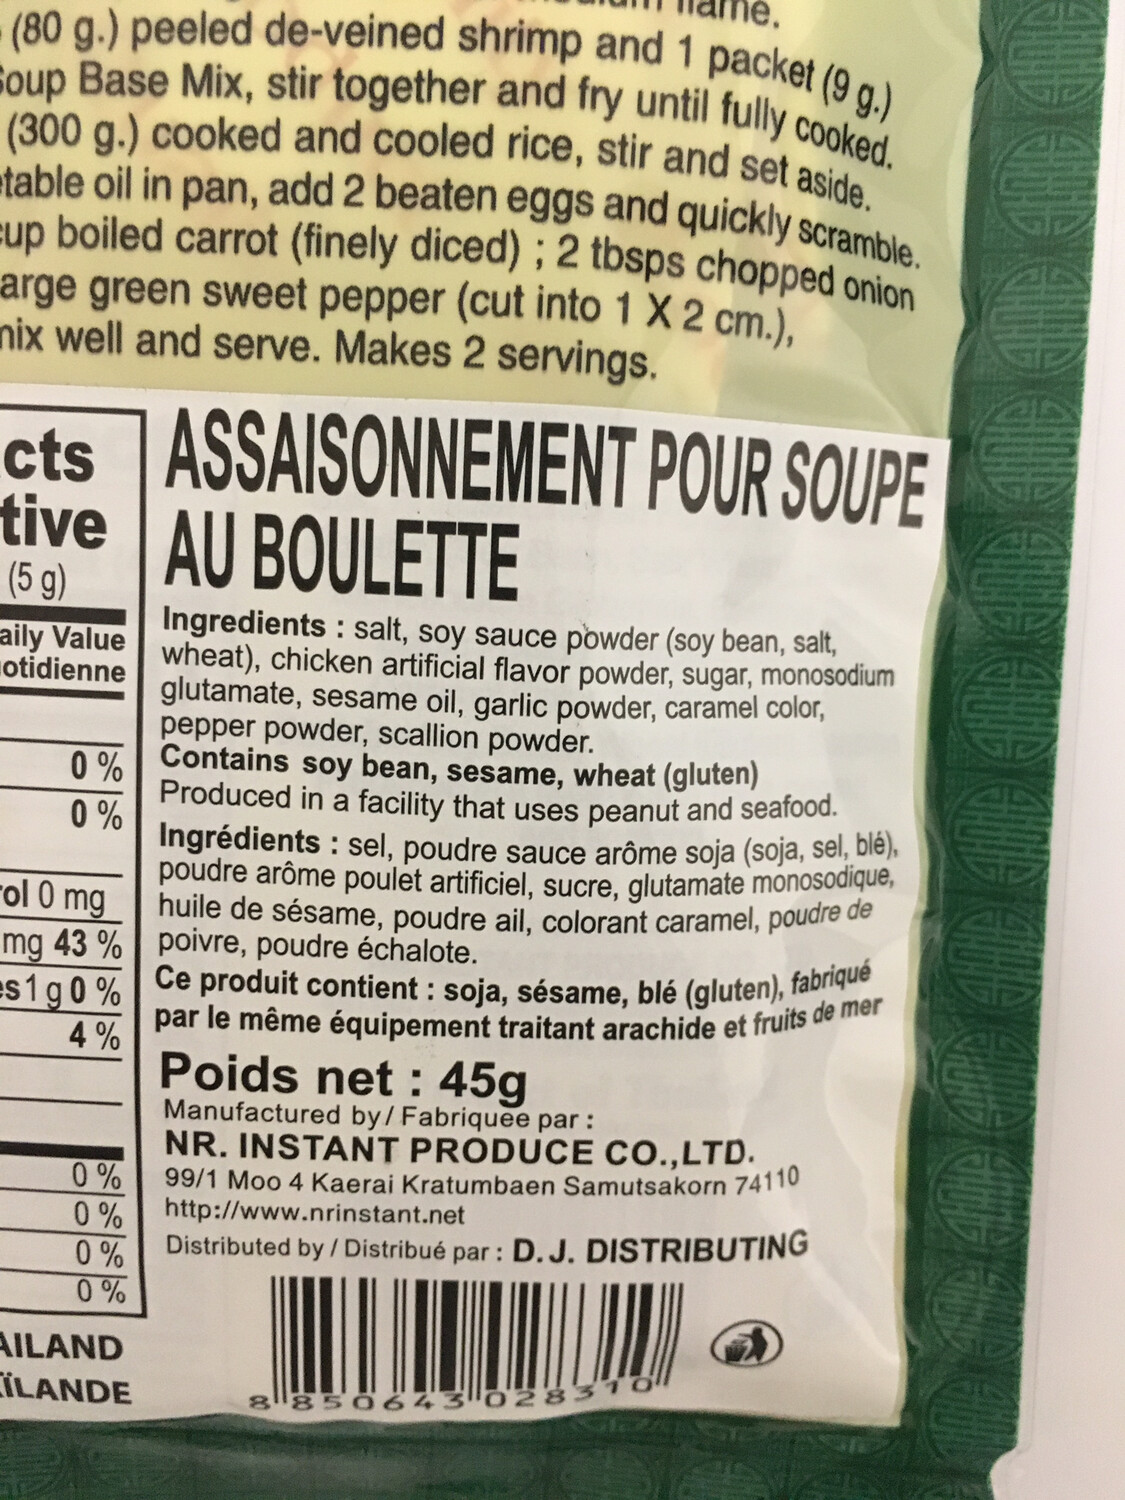 flame.
(80 g.) peeled de-veined shrimp and 1 packet (9 g.)
Soup Base Mix, stir together and fry until fully cooked.
(300 g.) cooked and cooled rice, stir and set aside.
etable oil in pan, add 2 beaten eggs and quickly scramble.
cup boiled carrot (finely diced) ; 2 tbsps chopped onion
arge green sweet pepper (cut into 1 X 2 cm.),
mix well and serve. Makes 2 servings.
cts
tive
(5 g)
aily Value
otidienne
0 %
0 %
rol 0 mg
mg 43 %
es 1 g 0 %
4 %
0 %
0 %
0 %
0 %
AILAND
ÏLANDE
ASSAISONNEMENT POUR SOUPE
AU BOULETTE
Ingredients : salt, soy sauce powder (soy bean, salt,
wheat), chicken artificial flavor powder, sugar, monosodium
glutamate, sesame oil, garlic powder, caramel color,
pepper powder, scallion powder.
Contains soy bean, sesame, wheat (gluten)
Produced in a facility that uses peanut and seafood.
Ingrédients : sel, poudre sauce arôme soja (soja, sel, blé),
poudre arôme poulet artificiel, sucre, glutamate monosodique,
huile de sésame, poudre ail, colorant caramel, poudre de
poivre, poudre échalote.
Ce produit contient : soja, sésame, blé (gluten), fabriqué
par le même équipement traitant arachide et fruits de mer
Poids net : 45g
Manufactured by / Fabriquée par :
NR. INSTANT PRODUCE CO.,LTD.
99/1 Moo 4 Kaerai Kratumbaen Samutsakorn 74110
http://www.nrinstant.net
Distributed by / Distribué par : D.J. DISTRIBUTING
8 850643 028310